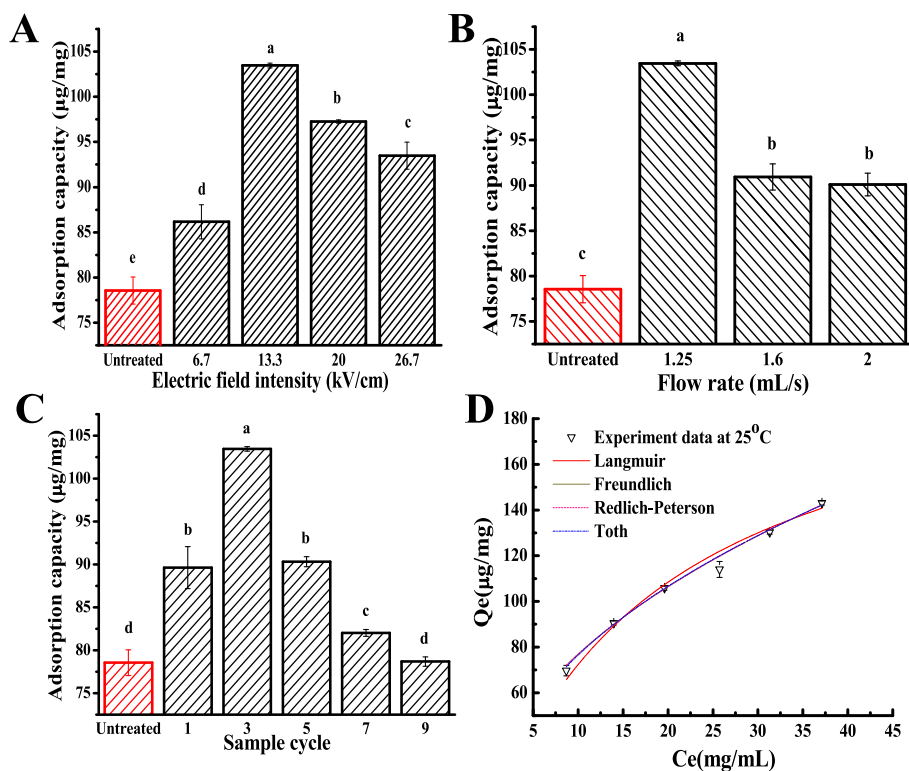 A
Adsorption capacity (μg/mg)
105
100
95
90
85
80
75
e
d
a
b
c
Untreated 6.7 13.3 20 26.7
Electric field intensity (kV/cm)
B
Adsorption capacity (μg/mg)
105
100
95
90
85
80
75
c
a
b
b
Untreated 1.25 1.6 2
Flow rate (mL/s)
C
Adsorption capacity (μg/mg)
105
100
95
90
85
80
75
d
b
a
b
c
d
Untreated 1 3 5 7 9
Sample cycle
D
Qe(μg/mg)
180
160
140
120
100
80
60
Experiment data at 25⁰C
Langmuir
Freundlich
Redlich-Peterson
Toth
5 10 15 20 25 30 35 40 45
Ce(mg/mL)